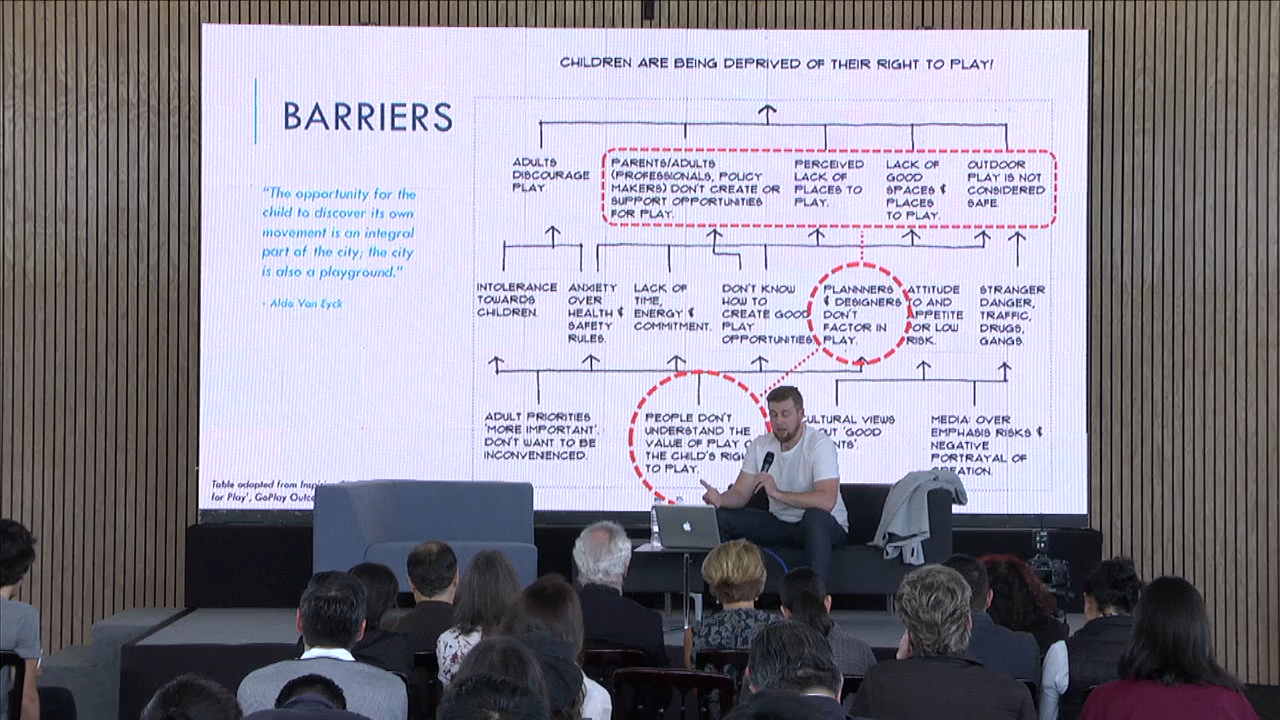 CHILDREN ARE BEING DEPRIVED OF THEIR RIGHT TO PLAY!
BARRIERS
"The opportunity for the
child to discover its own
movement is an integral
part of the city; the city
is also a playground."
- Aldo Van Eyck
ADULTS
DISCOURAGE
PLAY.
PARENTS/ADULTS
(PROFESSIONALS, POLICY
MAKERS) DON'T CREATE OR
SUPPORT OPPORTUNITIES
FOR PLAY.
PERCEIVED
LACK OF
PLACES TO
PLAY.
LACK OF
GOOD
SPACES &
PLACES
TO PLAY.
OUTDOOR
PLAY IS NOT
CONSIDERED
SAFE.
INTOLERANCE
TOWARDS
CHILDREN.
ANXIETY
OVER
HEALTH &
SAFETY
RULES.
LACK OF
TIME,
ENERGY &
COMMITMENT.
DON'T KNOW
HOW TO
CREATE GOOD
PLAY
OPPORTUNITIES
PLANNNERS
& DESIGNERS
DON'T
FACTOR IN
PLAY.
ATTITUDE
TO AND
APPETITE
FOR LOW
RISK.
STRANGER
DANGER,
TRAFFIC,
DRUGS,
GANGS.
ADULT PRIORITIES
'MORE IMPORTANT'.
DON'T WANT TO BE
INCONVENIENCED.
PEOPLE DON'T
UNDERSTAND THE
VALUE OF PLAY
THE CHILD'S
TO PLAY.
CULTURAL VIEWS
'GOOD
MEDIA: OVER
EMPHASIS RISKS &
NEGATIVE
PORTRAYAL OF
Table adapted from
for Play', GoPlay